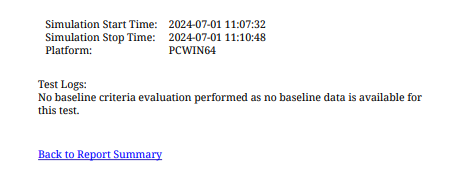 Simulation Start Time: 2024-07-01 11:07:32
Simulation Stop Time: 2024-07-01 11:10:48
Platform: PCWIN64
Test Logs:
No baseline criteria evaluation performed as no baseline data is available for
this test.
Back to Report Summary